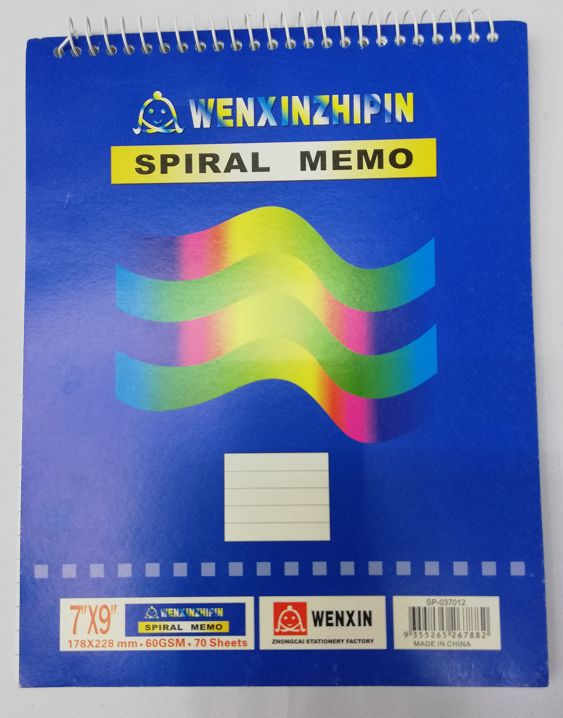 WENXINZHIPIN
SPIRAL MEMO
7"X9"
WENXINZHIPIN
SPIRAL MEMO
178X228 mm • 60GSM • 70 Sheets
WENXIN
ZHONGCAI STATIONERY FACTORY
SP-037012
9 355265 267882
MADE IN CHINA